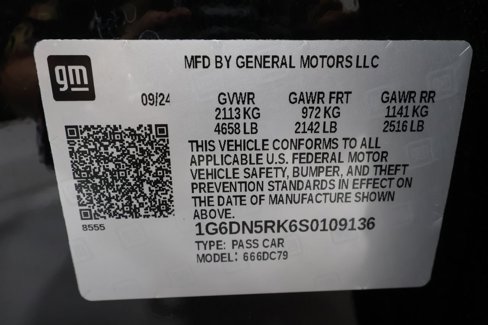 gm
MFD BY GENERAL MOTORS LLC
09/24 GVWR GAWR FRT GAWR RR
2113 KG 972 KG 1141 KG
4658 LB 2142 LB 2516 LB
THIS VEHICLE CONFORMS TO ALL
APPLICABLE U.S. FEDERAL MOTOR
VEHICLE SAFETY, BUMPER, AND THEFT
PREVENTION STANDARDS IN EFFECT ON
THE DATE OF MANUFACTURE SHOWN
ABOVE.
8555
1G6DN5RK6S0109136
TYPE: PASS CAR
MODEL: 666DC79